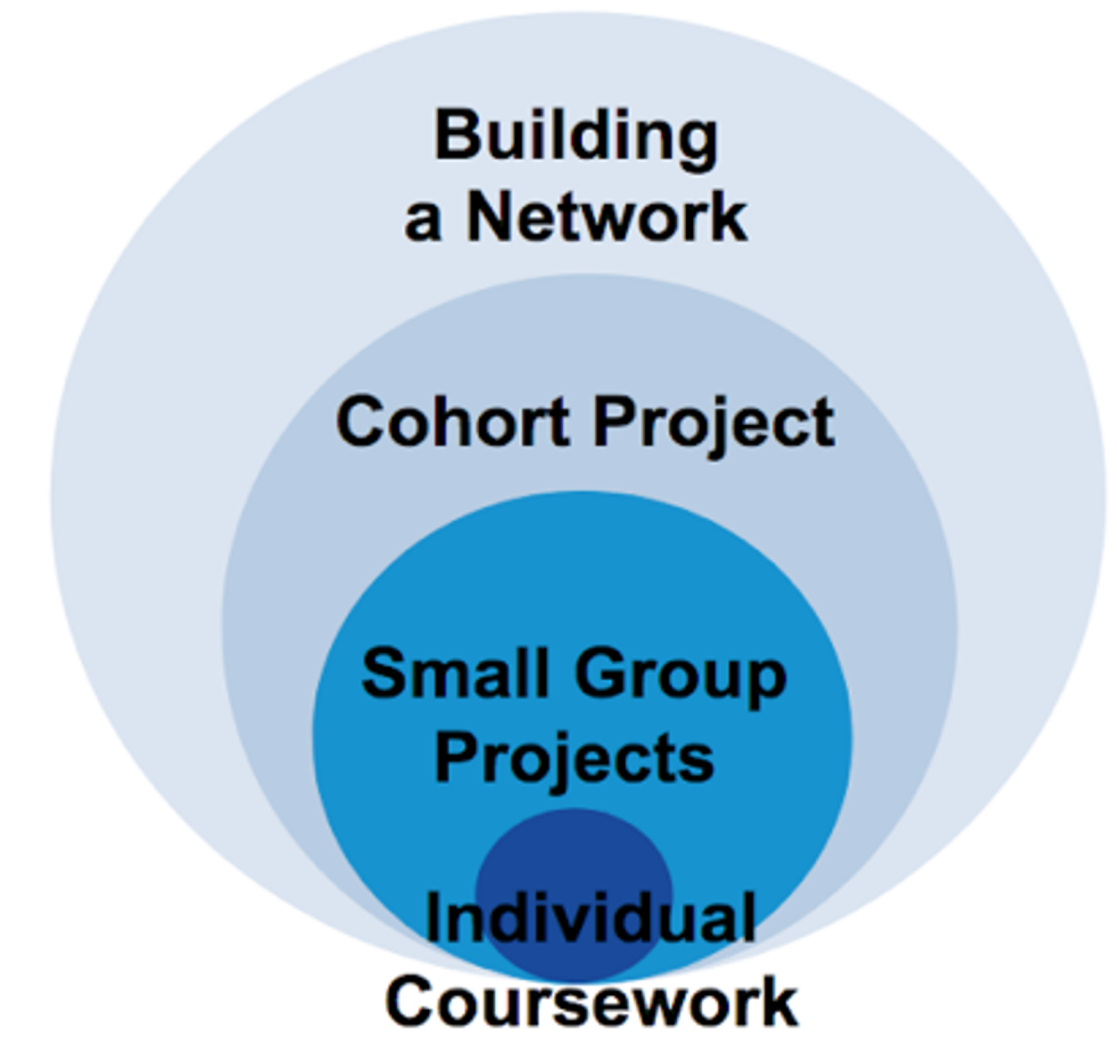 Building
a Network
Cohort Project
Small Group
Projects
Individual
Coursework